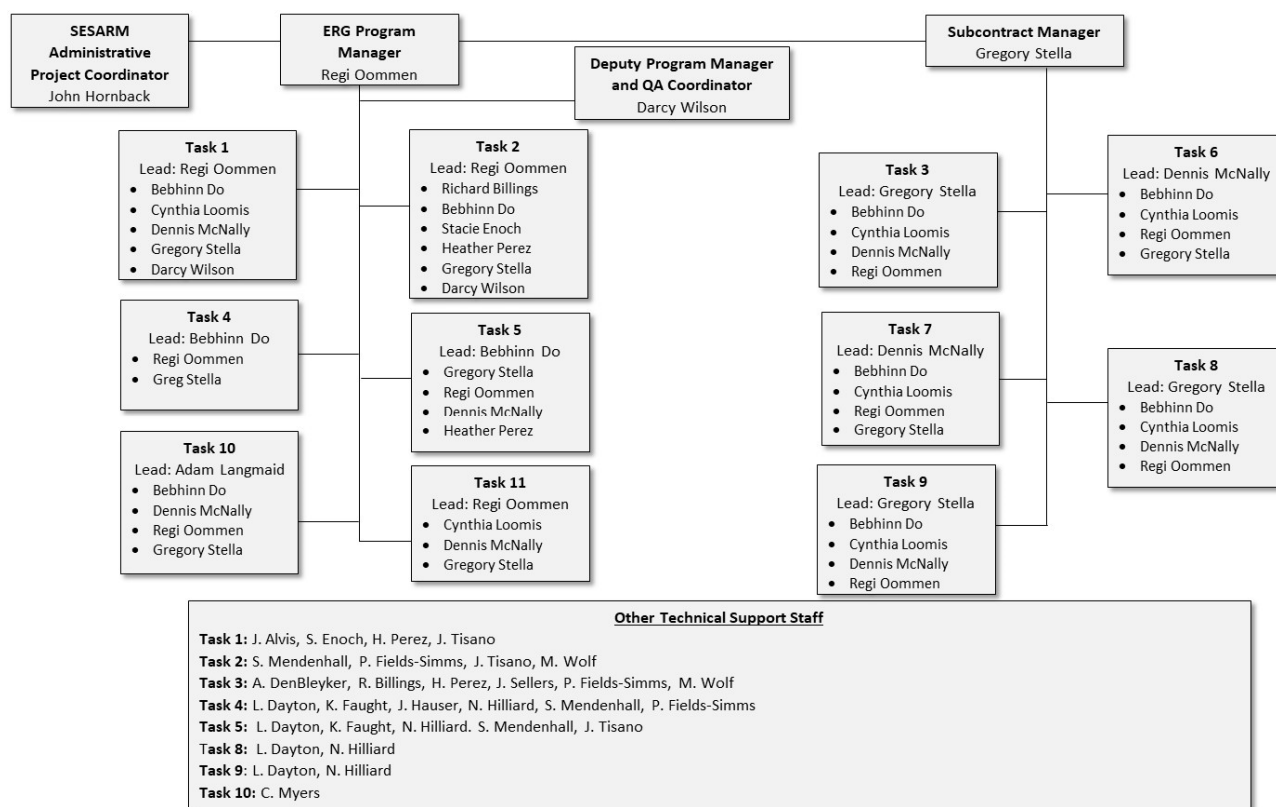 SESARM
Administrative
Project Coordinator
John Hornback
ERG Program
Manager
Regi Oommen
Deputy Program Manager
and QA Coordinator
Darcy Wilson
Subcontract Manager
Gregory Stella
Task 1
Lead: Regi Oommen
• Bebhinn Do
• Cynthia Loomis
• Dennis McNally
• Gregory Stella
• Darcy Wilson
Task 2
Lead: Regi Oommen
• Richard Billings
• Bebhinn Do
• Stacie Enoch
• Heather Perez
• Gregory Stella
• Darcy Wilson
Task 3
Lead: Gregory Stella
• Bebhinn Do
• Cynthia Loomis
• Dennis McNally
• Regi Oommen
Task 6
Lead: Dennis McNally
• Bebhinn Do
• Cynthia Loomis
• Regi Oommen
• Gregory Stella
Task 4
Lead: Bebhinn Do
• Regi Oommen
• Greg Stella
Task 5
Lead: Bebhinn Do
• Gregory Stella
• Regi Oommen
• Dennis McNally
• Heather Perez
Task 7
Lead: Dennis McNally
• Bebhinn Do
• Cynthia Loomis
• Regi Oommen
• Gregory Stella
Task 8
Lead: Gregory Stella
• Bebhinn Do
• Cynthia Loomis
• Dennis McNally
• Regi Oommen
Task 10
Lead: Adam Langmaid
• Bebhinn Do
• Dennis McNally
• Regi Oommen
• Gregory Stella
Task 11
Lead: Regi Oommen
• Cynthia Loomis
• Dennis McNally
• Gregory Stella
Task 9
Lead: Gregory Stella
• Bebhinn Do
• Cynthia Loomis
• Dennis McNally
• Regi Oommen
Other Technical Support Staff
Task 1: J. Alvis, S. Enoch, H. Perez, J. Tisano
Task 2: S. Mendenhall, P. Fields-Simms, J. Tisano, M. Wolf
Task 3: A. DenBleyker, R. Billings, H. Perez, J. Sellers, P. Fields-Simms, M. Wolf
Task 4: L. Dayton, K. Faught, J. Hauser, N. Hilliard, S. Mendenhall, P. Fields-Simms
Task 5: L. Dayton, K. Faught, N. Hilliard. S. Mendenhall, J. Tisano
Task 8: L. Dayton, N. Hilliard
Task 9: L. Dayton, N. Hilliard
Task 10: C. Myers